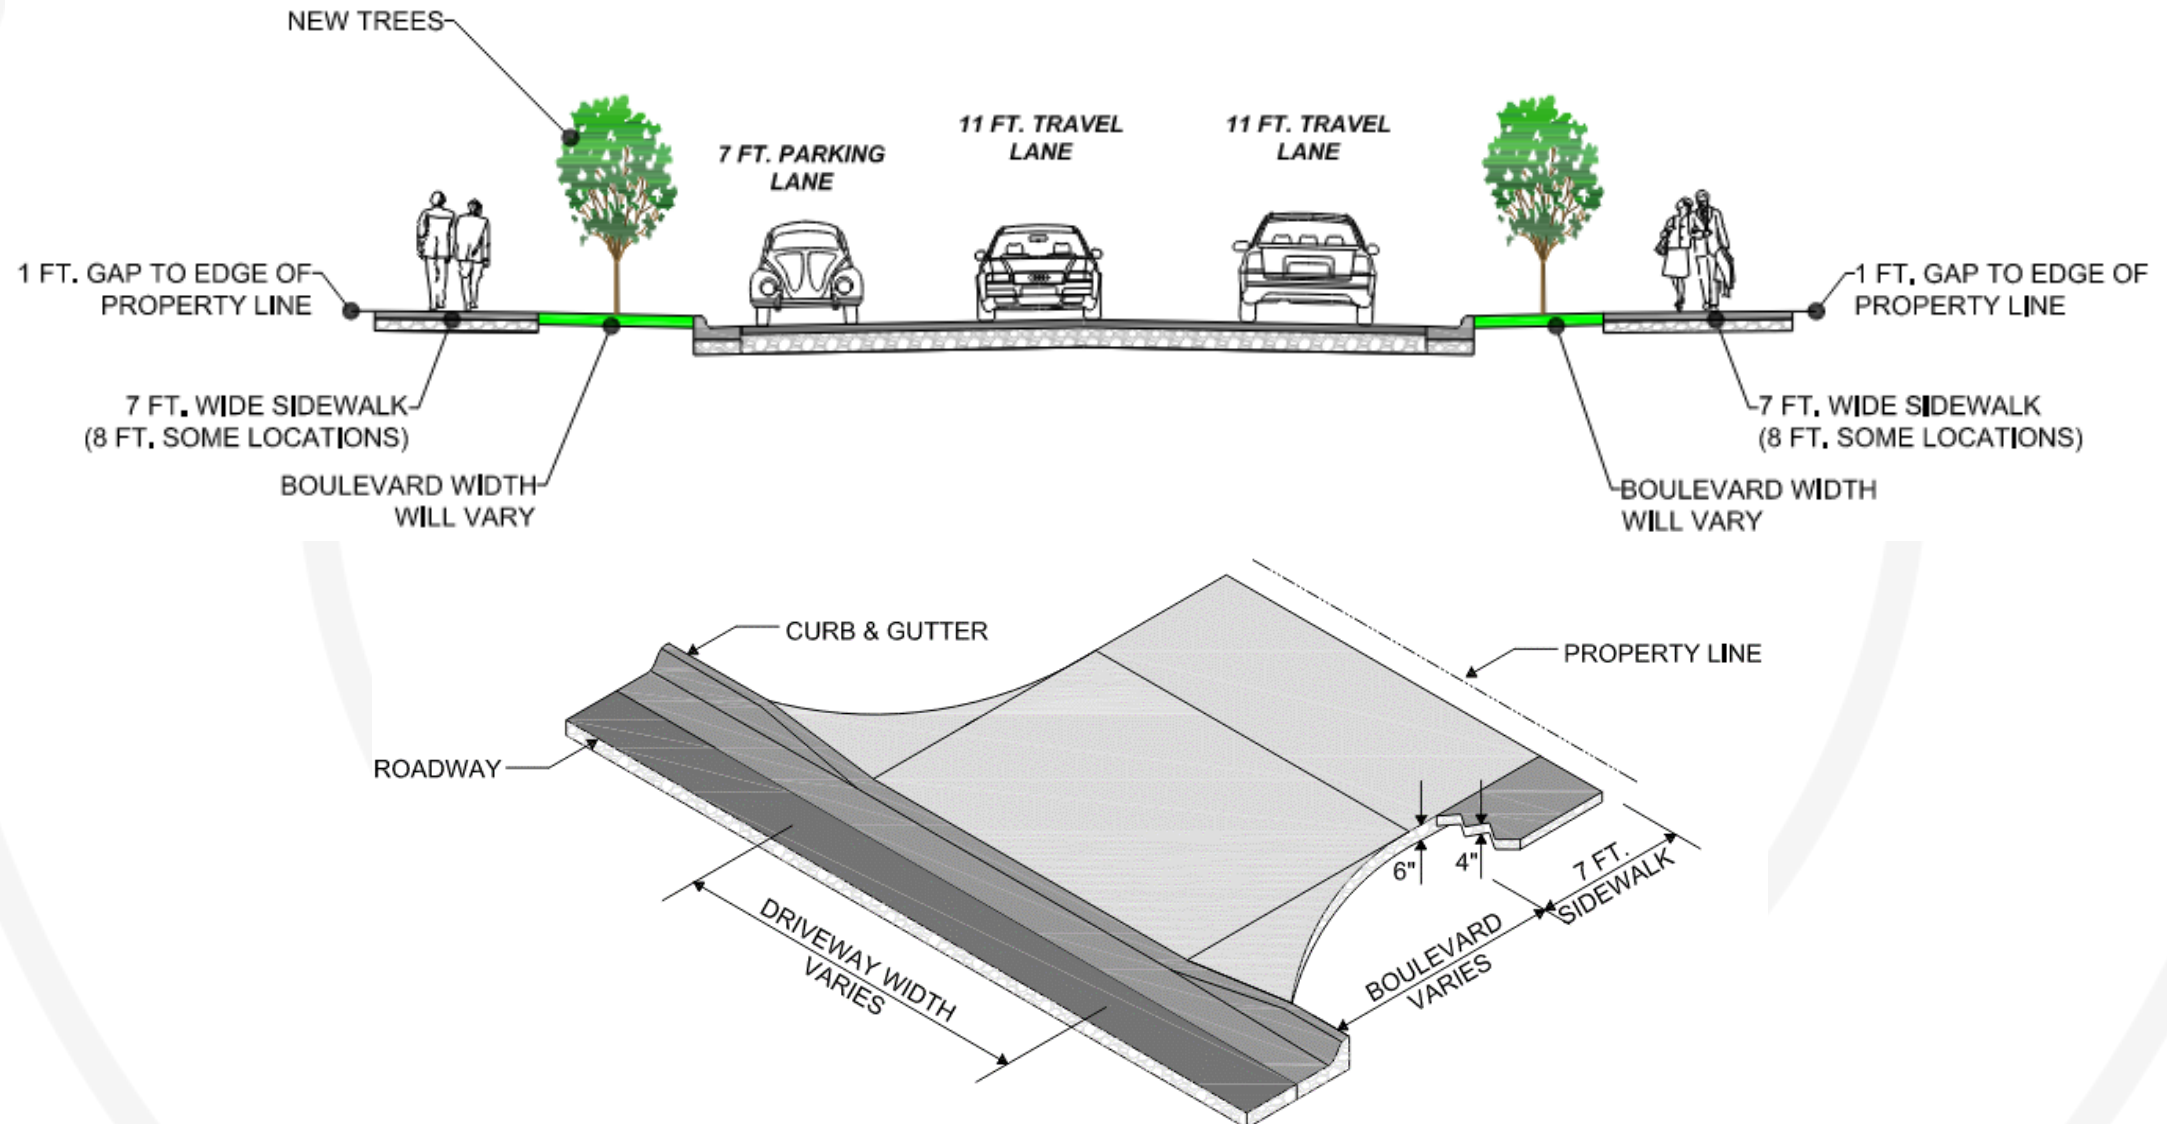 NEW TREES
7 FT. PARKING
LANE
11 FT. TRAVEL
LANE
11 FT. TRAVEL
LANE
1 FT. GAP TO EDGE OF
PROPERTY LINE
1 FT. GAP TO EDGE OF
PROPERTY LINE
7 FT. WIDE SIDEWALK
(8 FT. SOME LOCATIONS)
7 FT. WIDE SIDEWALK
(8 FT. SOME LOCATIONS)
BOULEVARD WIDTH
WILL VARY
BOULEVARD WIDTH
WILL VARY
CURB & GUTTER
PROPERTY LINE
ROADWAY
6"
4"
7 FT.
SIDEWALK
BOULEVARD
VARIES
DRIVEWAY WIDTH
VARIES